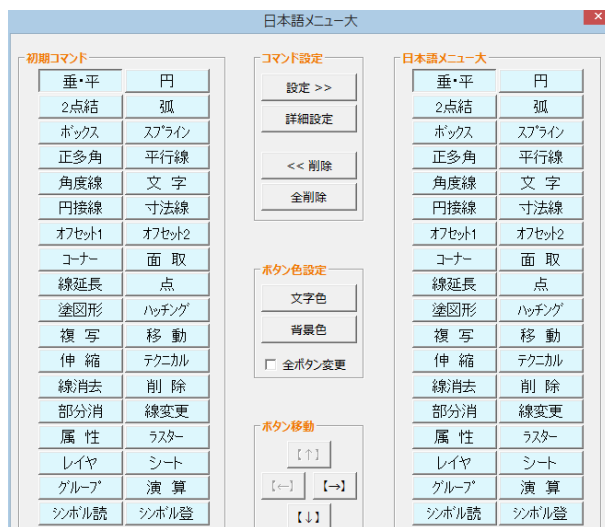 日本語メニュー大
初期コマンド
垂・平 円
2点結 弧
ボックス スプライン
正多角 平行線
角度線 文 字
円接線 寸法線
オフセット1 オフセット2
コーナー 面 取
線延長 点
塗図形 ハッチング
複 写 移 動
伸 縮 テクニカル
線消去 削 除
部分消 線変更
属 性 ラスター
レイヤ シート
グループ 演 算
シンボル読 シンボル登
コマンド設定
設定 >>
詳細設定
<< 削除
全削除
ボタン色設定
文字色
背景色
全ボタン変更
ボタン移動
【↑】
【←】 【→】
【↓】
日本語メニュー大
垂・平 円
2点結 弧
ボックス スプライン
正多角 平行線
角度線 文 字
円接線 寸法線
オフセット1 オフセット2
コーナー 面 取
線延長 点
塗図形 ハッチング
複 写 移 動
伸 縮 テクニカル
線消去 削 除
部分消 線変更
属 性 ラスター
レイヤ シート
グループ 演 算
シンボル読 シンボル登